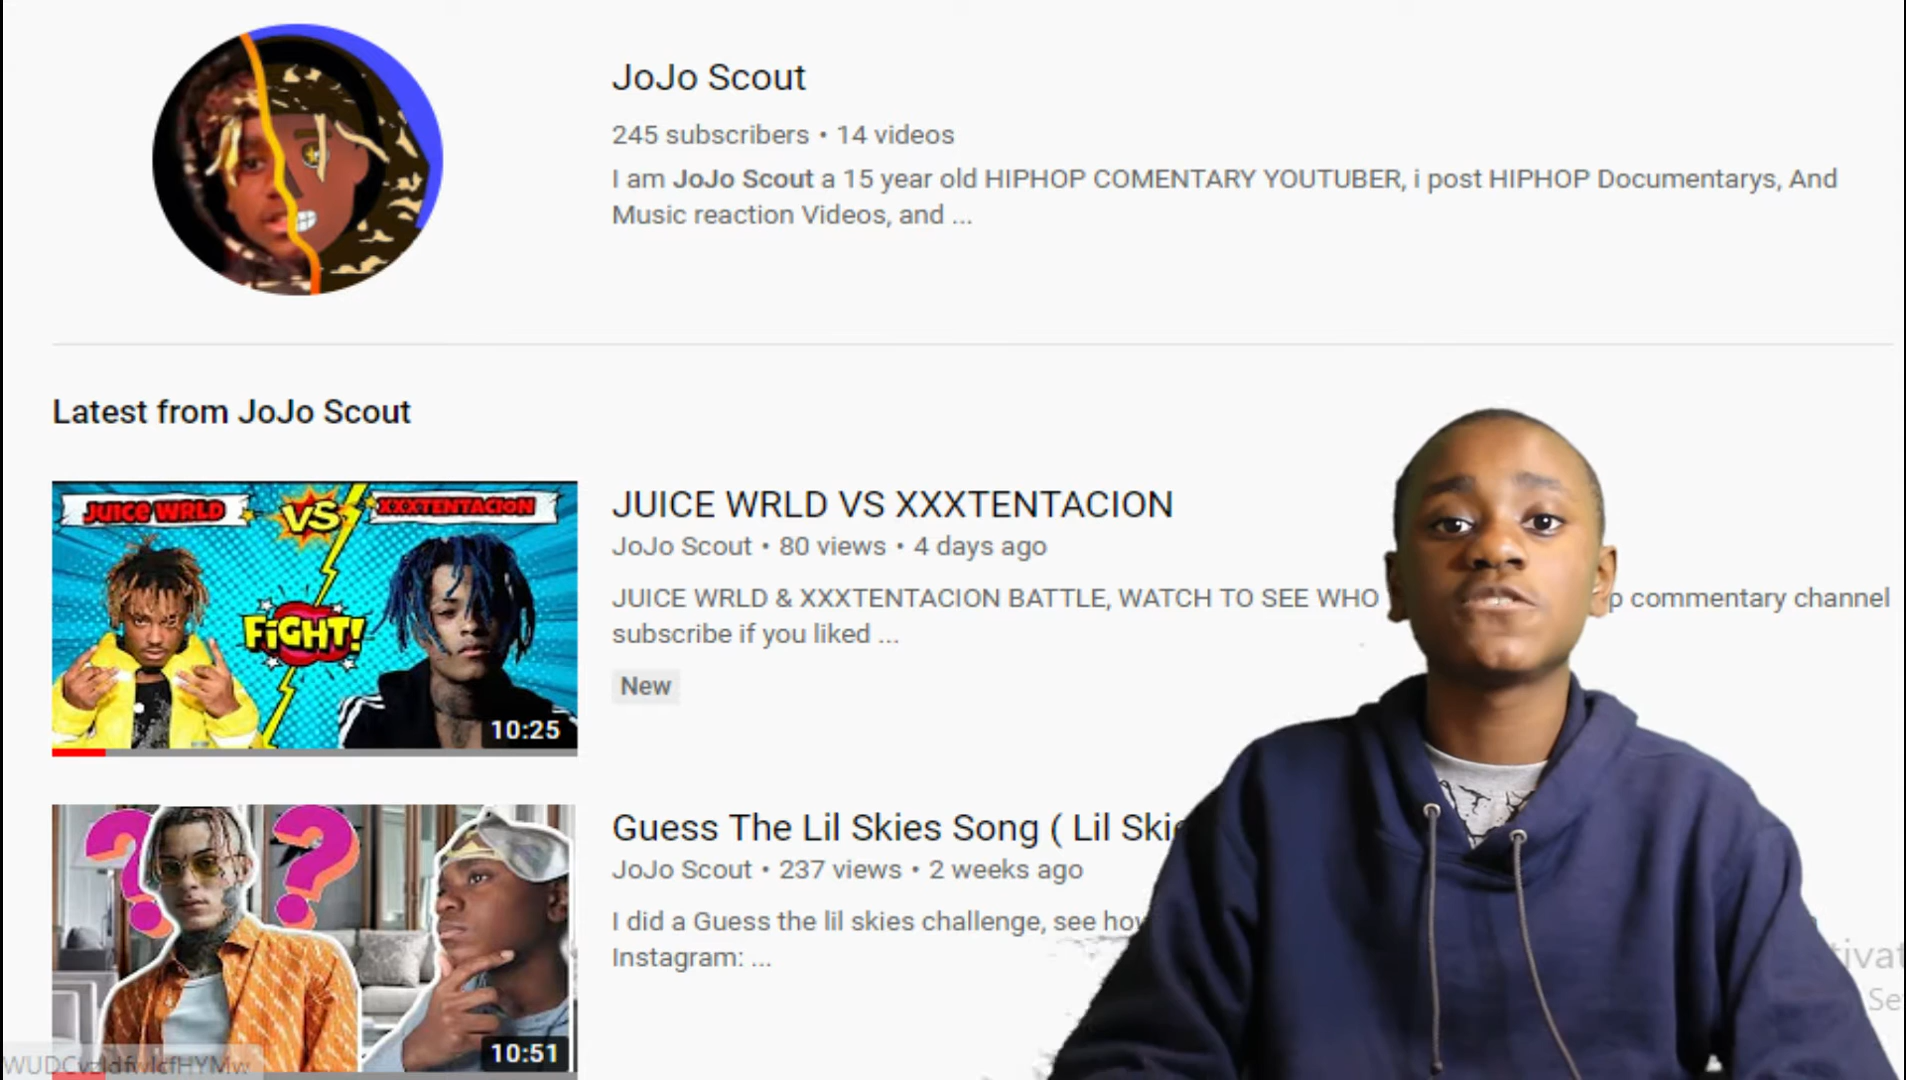 JoJo Scout
245 subscribers • 14 videos
I am JoJo Scout a 15 year old HIPHOP COMENTARY YOUTUBER, i post HIPHOP Documentarys, And
Music reaction Videos, and ...
Latest from JoJo Scout
JUICE WRLD
VS
XXXTENTACION
FIGHT!
10:25
JUICE WRLD VS XXXTENTACION
JoJo Scout • 80 views • 4 days ago
JUICE WRLD & XXXTENTACION BATTLE, WATCH TO SEE WHO p commentary channel
subscribe if you liked ...
New
? ?
10:51
Guess The Lil Skies Song ( Lil Skie
JoJo Scout • 237 views • 2 weeks ago
I did a Guess the lil skies challenge, see how
Instagram: ...
tivat
Se